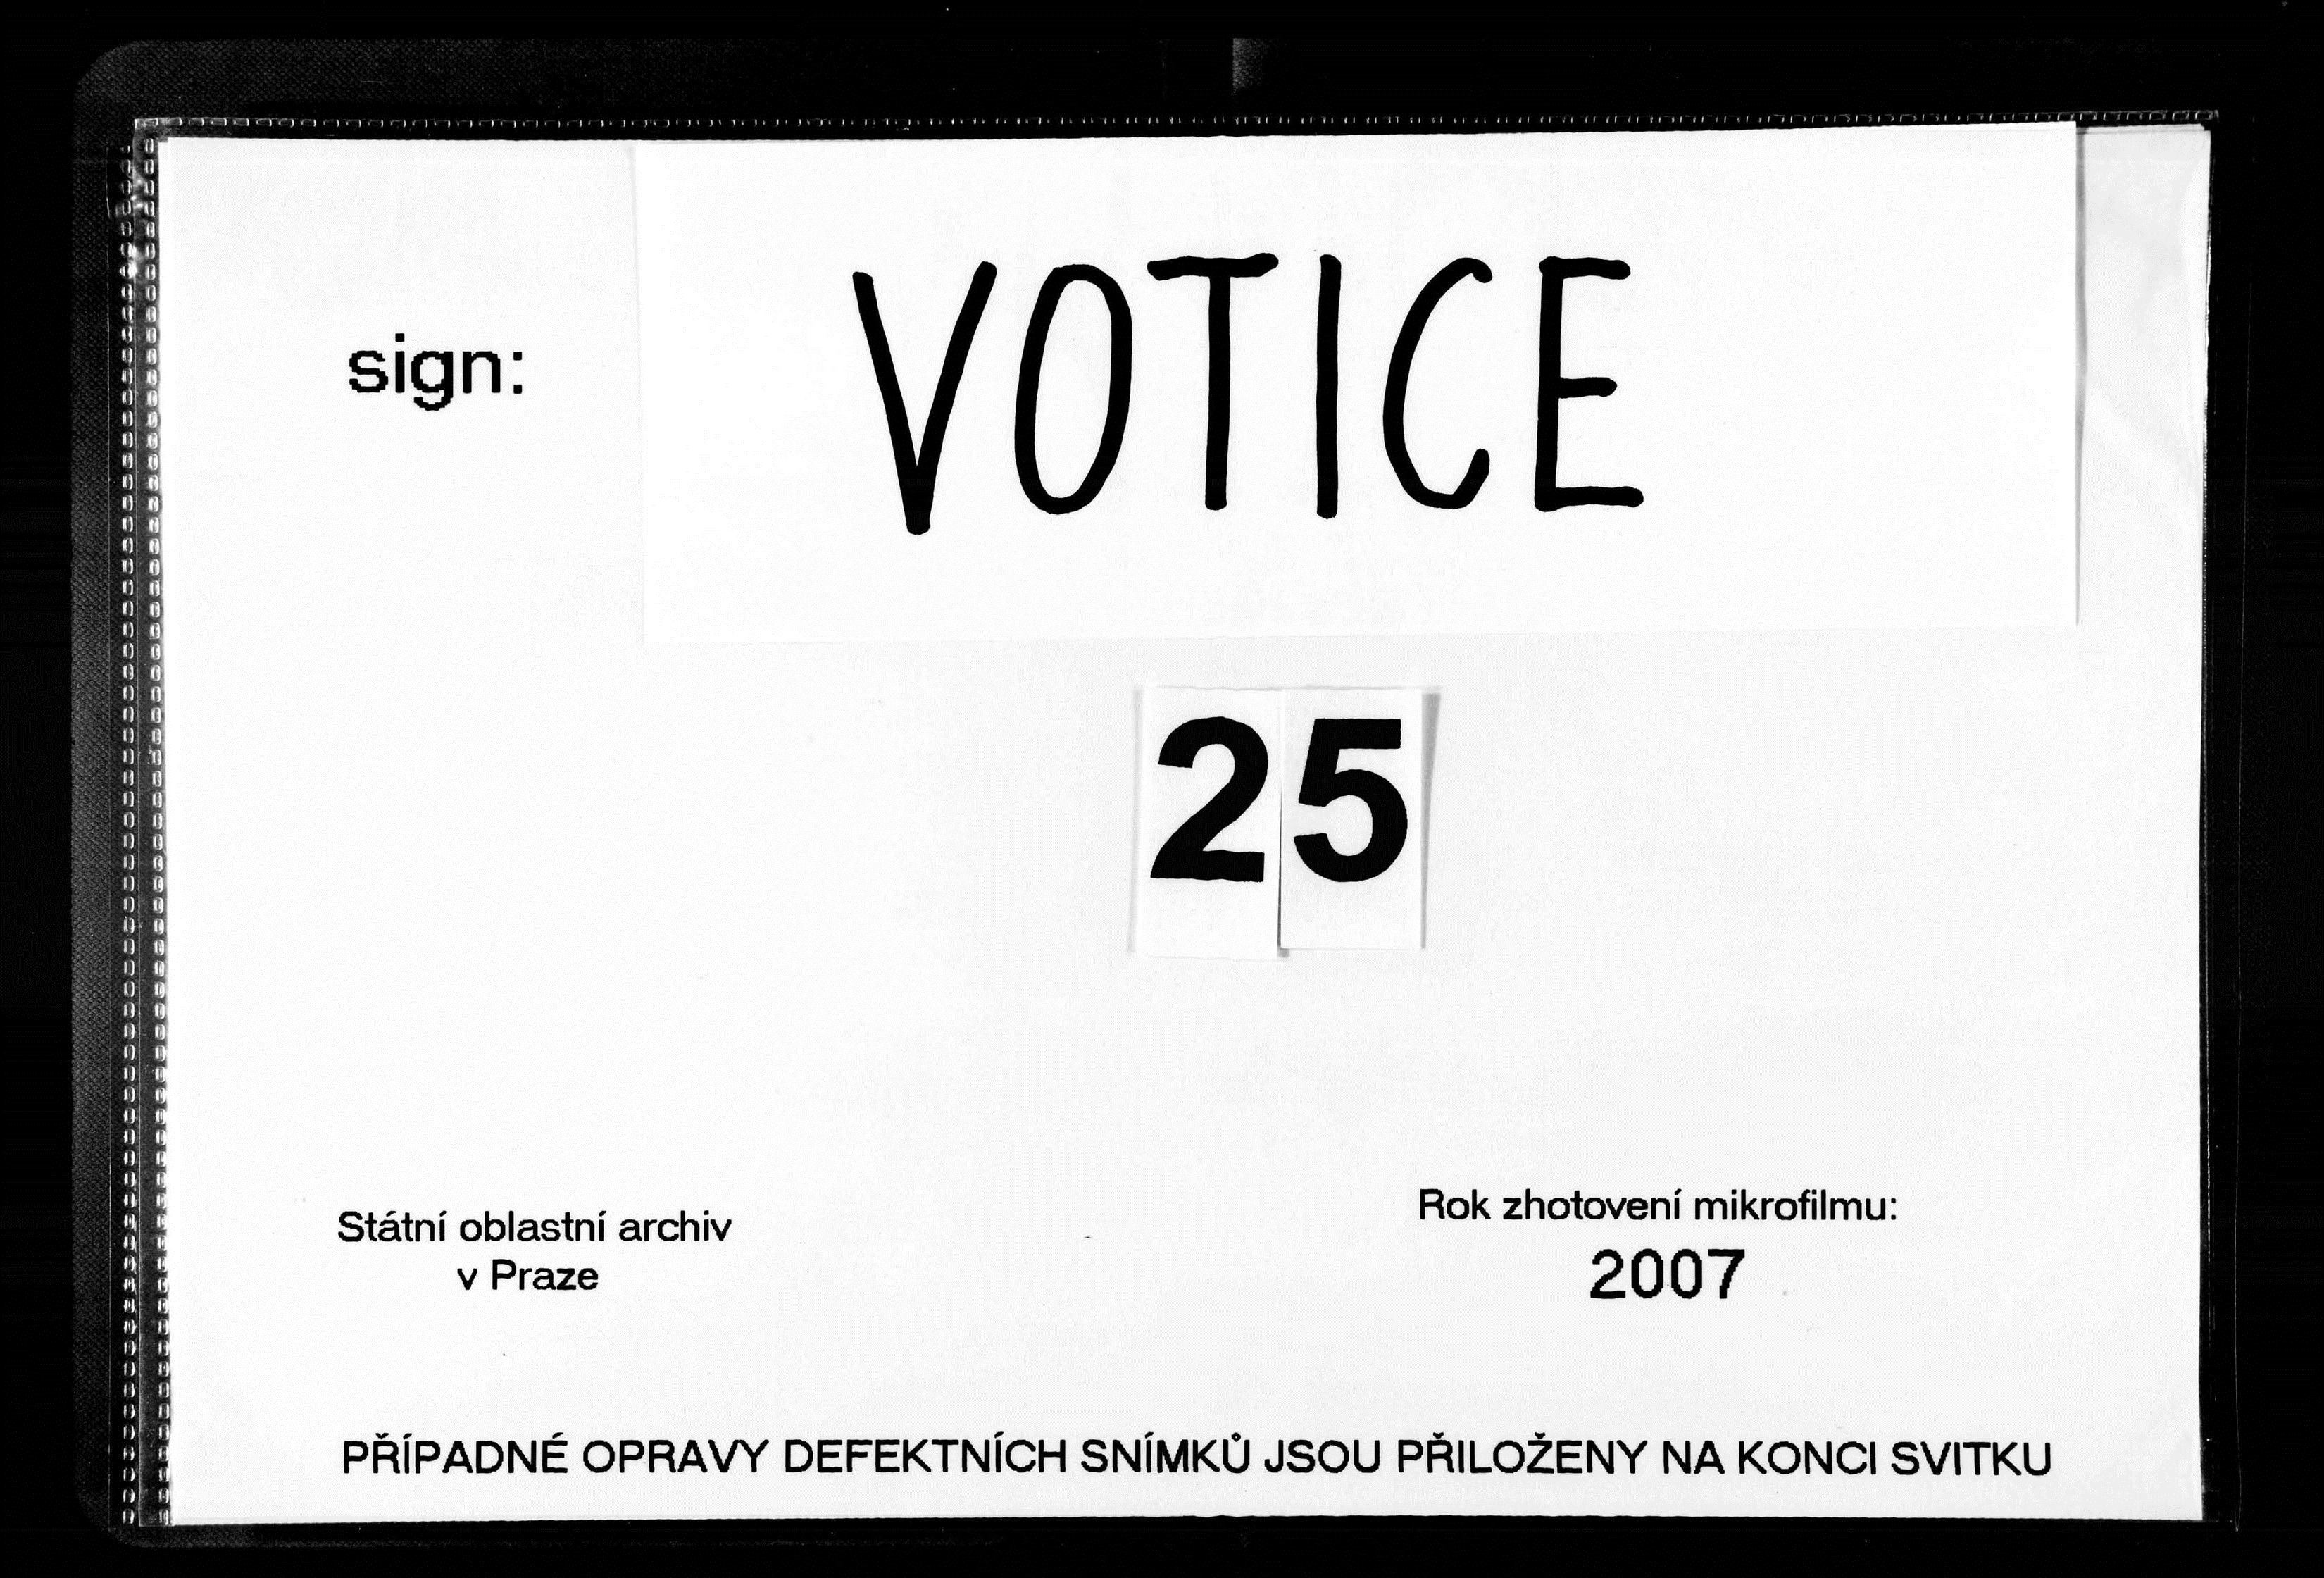 sign:
VOTICE
25
Státní oblastní archiv
v Praze
Rok zhotovení mikrofilmu:
2007
PŘÍPADNÉ OPRAVY DEFEKTNÍCH SNÍMKŮ JSOU PŘILOŽENY NA KONCI SVITKU